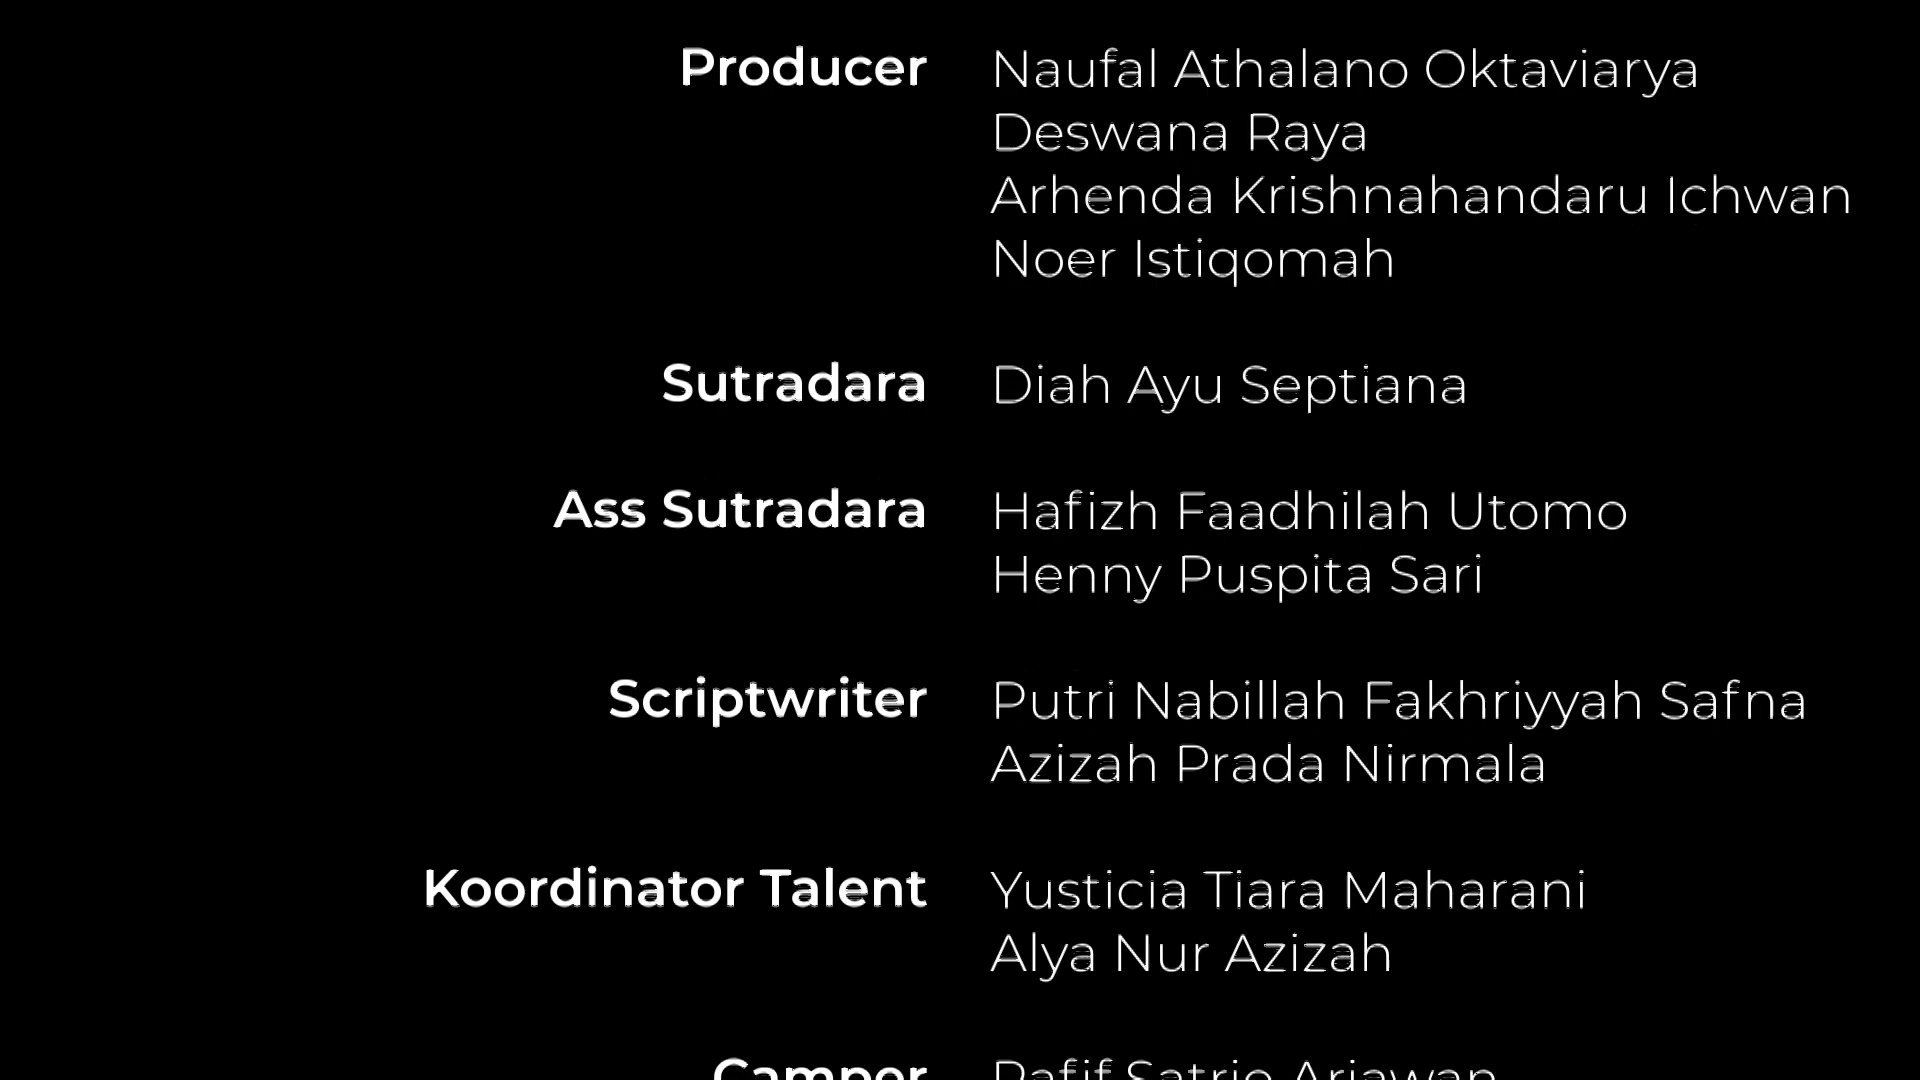 Producer Naufal Athalano Oktaviarya
Deswana Raya
Arhenda Krishnahandaru Ichwan
Noer Istiqomah
Sutradara Diah Ayu Septiana
Ass Sutradara Hafizh Faadhilah Utomo
Henny Puspita Sari
Scriptwriter Putri Nabillah Fakhriyyah Safna
Azizah Prada Nirmala
Koordinator Talent Yusticia Tiara Maharani
Alya Nur Azizah
Camper Satrio